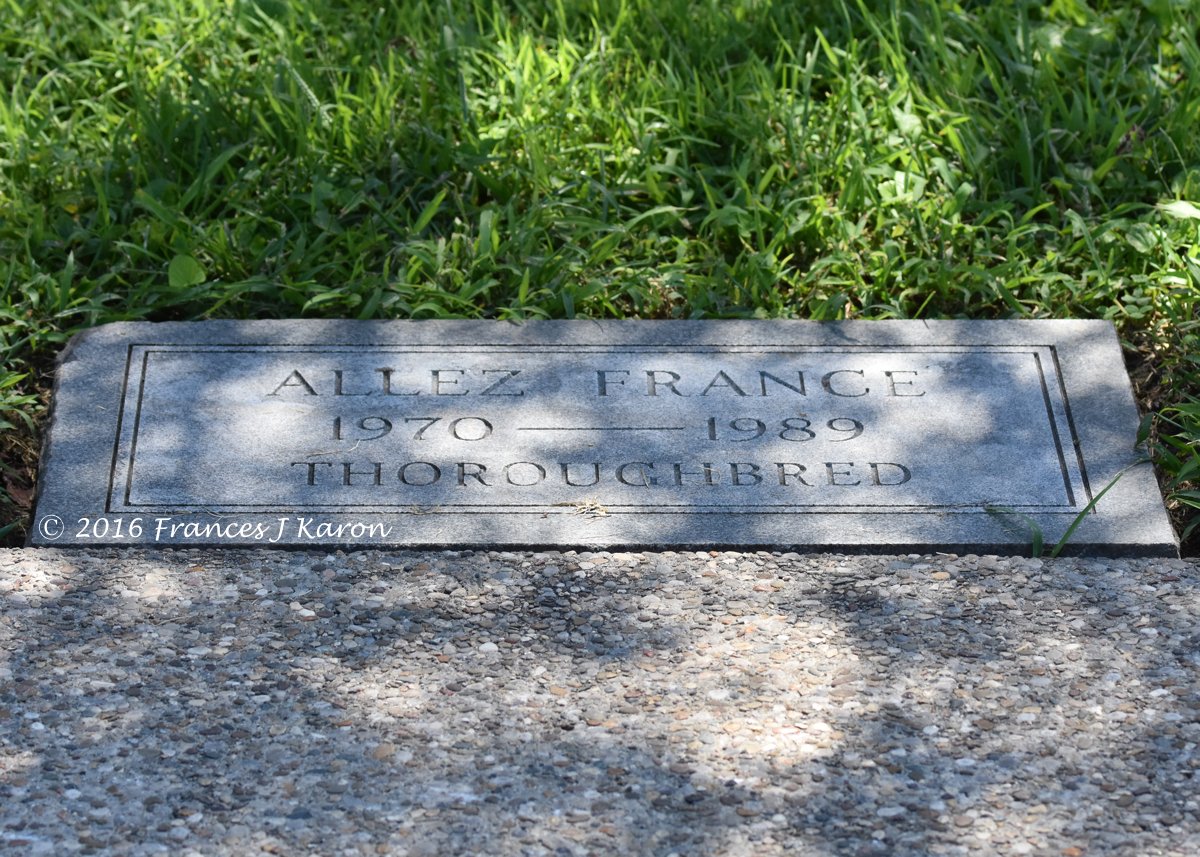 ALLEZ FRANCE
1970 — 1989
THOROUGHBRED
© 2016 Frances J Karon